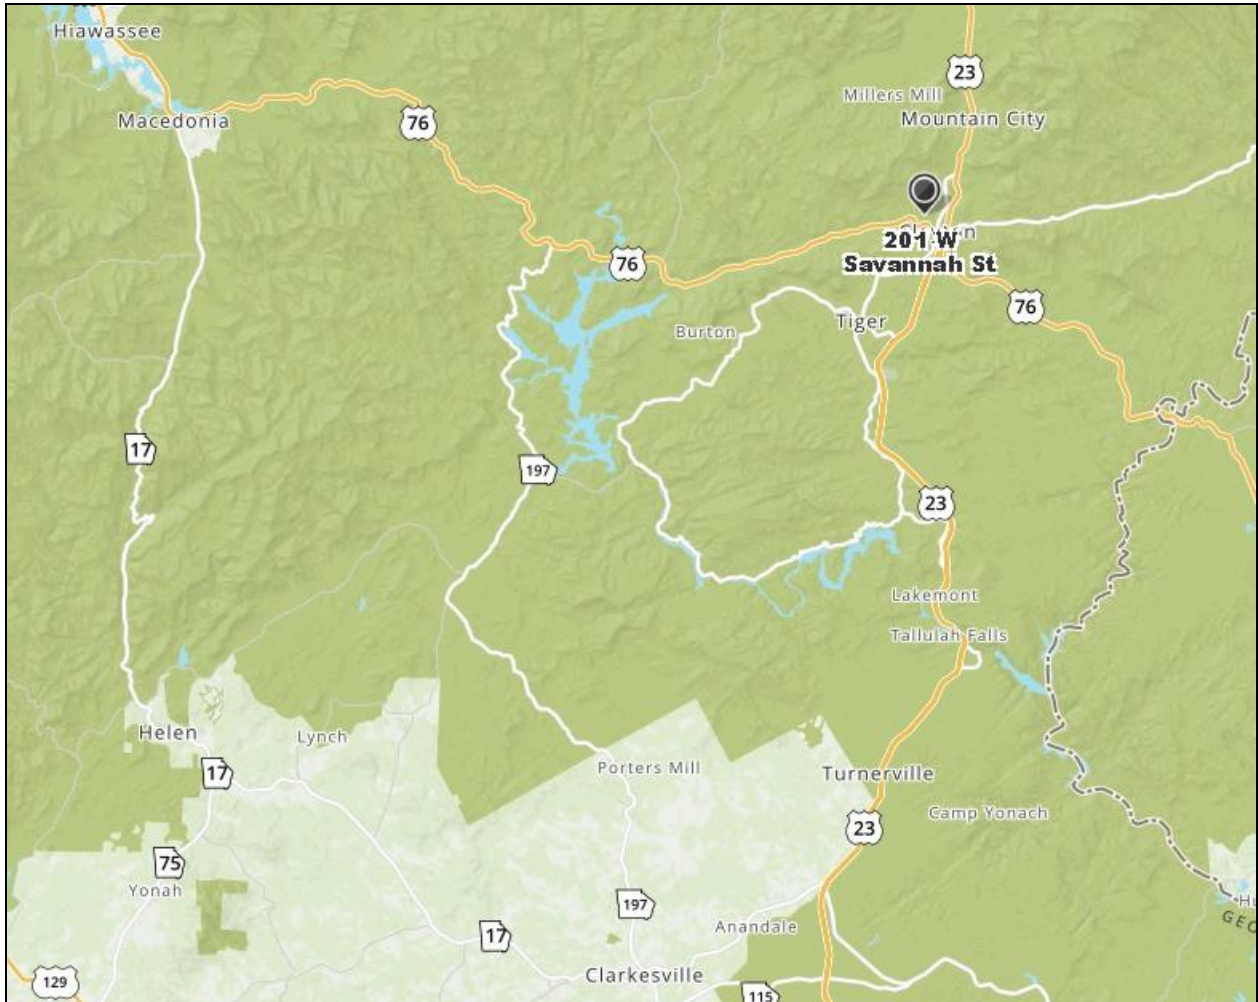 Hiawassee
23
Millers Mill
Macedonia
76
Mountain City
201 W
Savannah St
76
76
Burton
Tiger
17
197
23
Lakemont
Tallulah Falls
Helen
Lynch
17
Porters Mill
Turnerville
Camp Yonach
23
75
Yonah
197
Anandale
17
Clarkesville
129
115